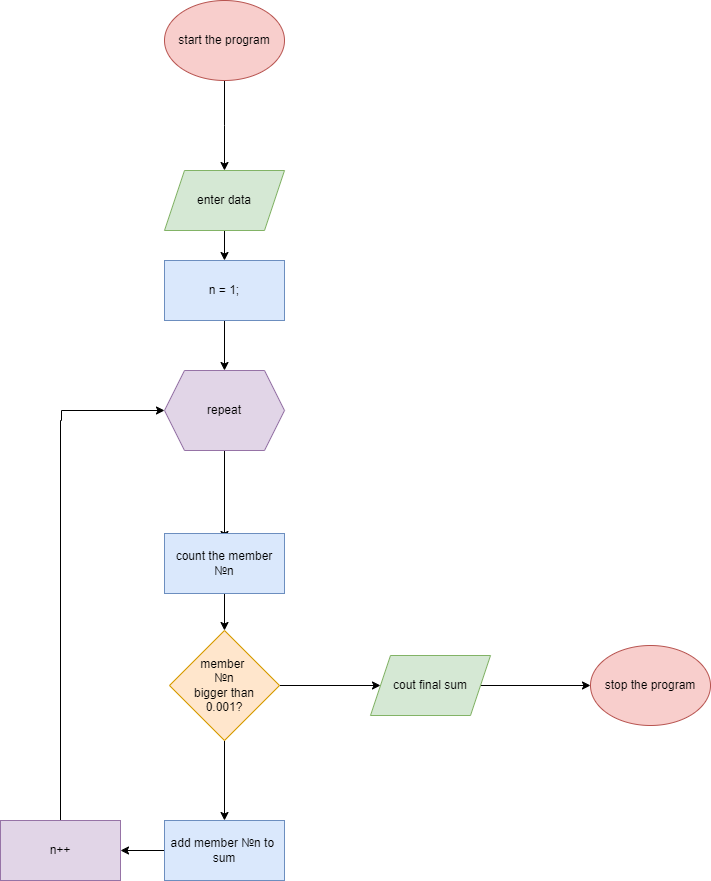 start the program
enter data
n = 1;
repeat
count the member
№n
member
№n
bigger than
0.001?
cout final sum
stop the program
add member №n to
sum
n++